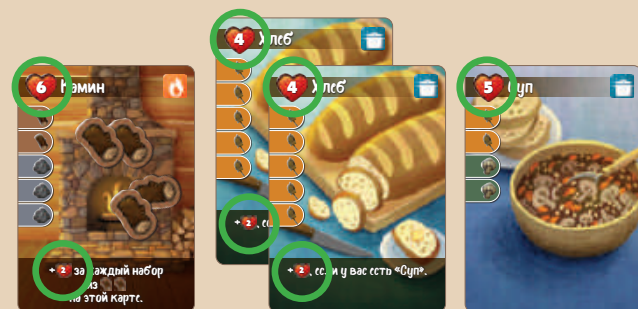 6 Камин
+2 за каждый набор
из
на этой карте.
4 Хлеб
+2, ес
4 Хлеб
+2, если у вас есть «Суп».
5 Суп